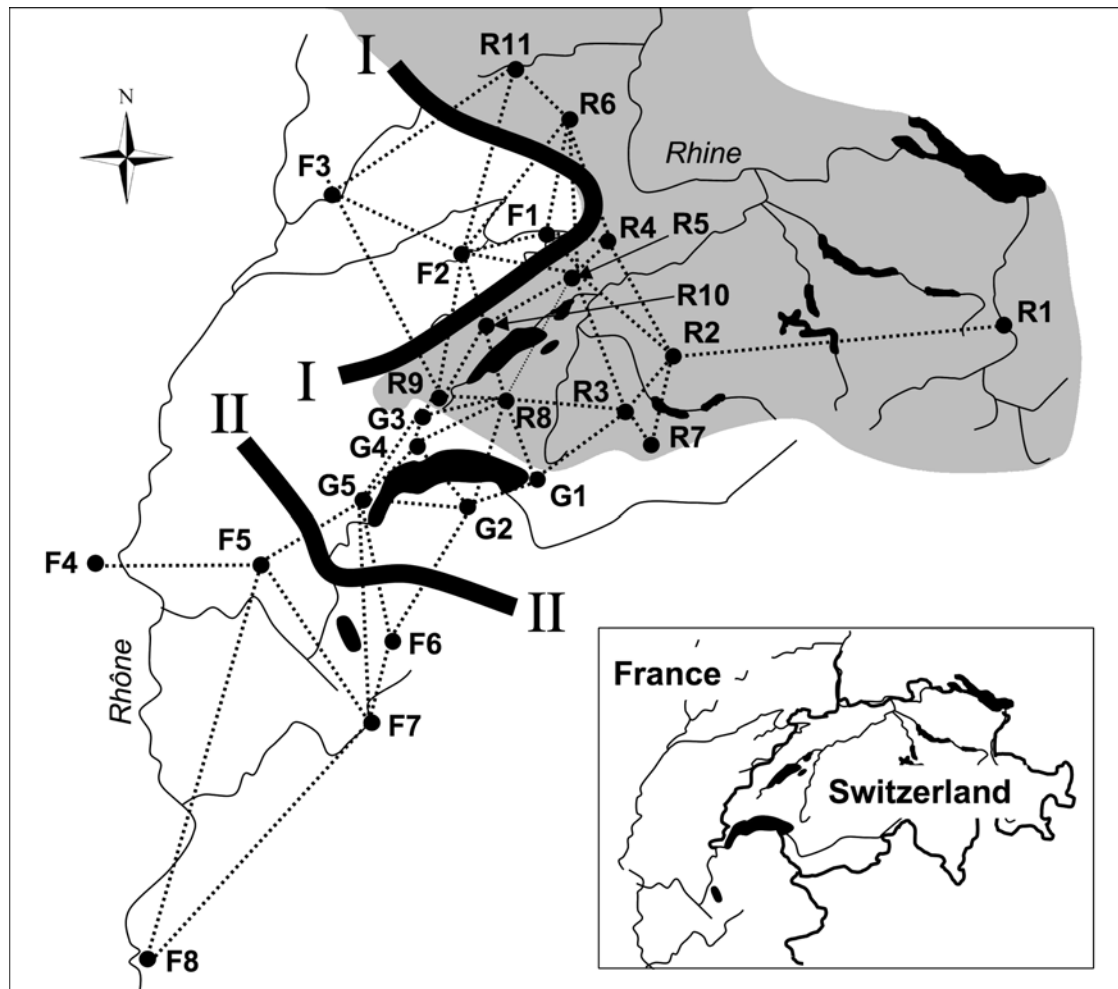 R11
I
R6
N
Rhine
F3
F1
R4
R5
F2
R10
R2
R1
I
R9
R3
R8
G3
II
G4
R7
G5
G1
G2
F5
F4
II
F6
France
Rhône
F7
Switzerland
F8